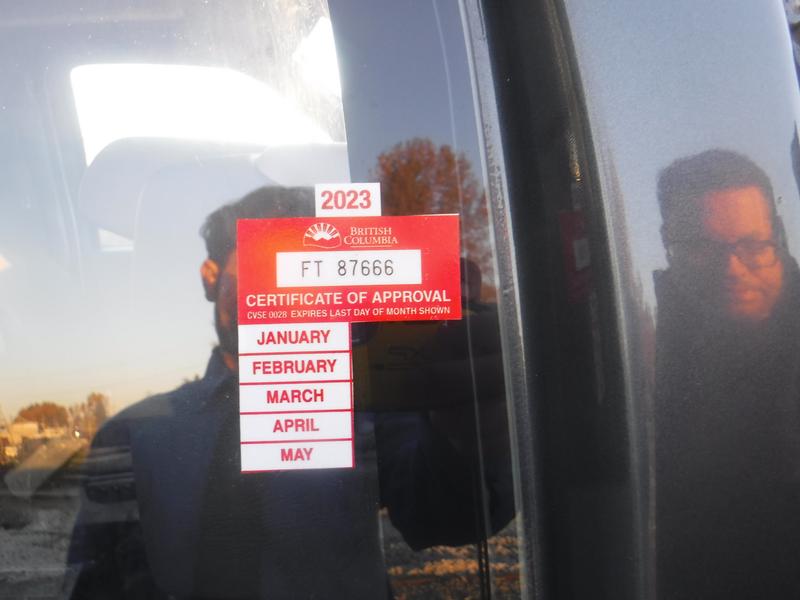 2023
BRITISH
COLUMBIA
FT 87666
CERTIFICATE OF APPROVAL
CVSE 0028 EXPIRES LAST DAY OF MONTH SHOWN
JANUARY
FEBRUARY
MARCH
APRIL
MAY